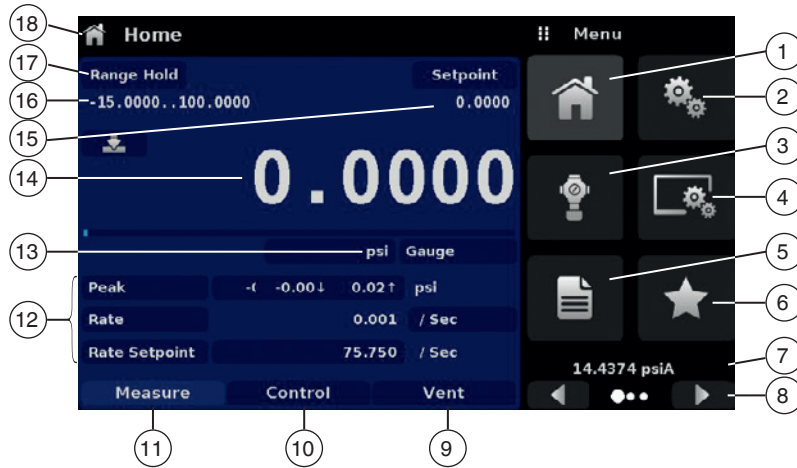 18 Home Menu
17 Range Hold Setpoint 1
16 -15.0000..100.0000 0.0000 2
15
3
14 0.0000
4
13 psi Gauge
5
Peak -( -0.00↓ 0.02↑ psi
6
12 Rate 0.001 / Sec
Rate Setpoint 75.750 / Sec
14.4374 psiA 7
Measure Control Vent 8
11 10 9